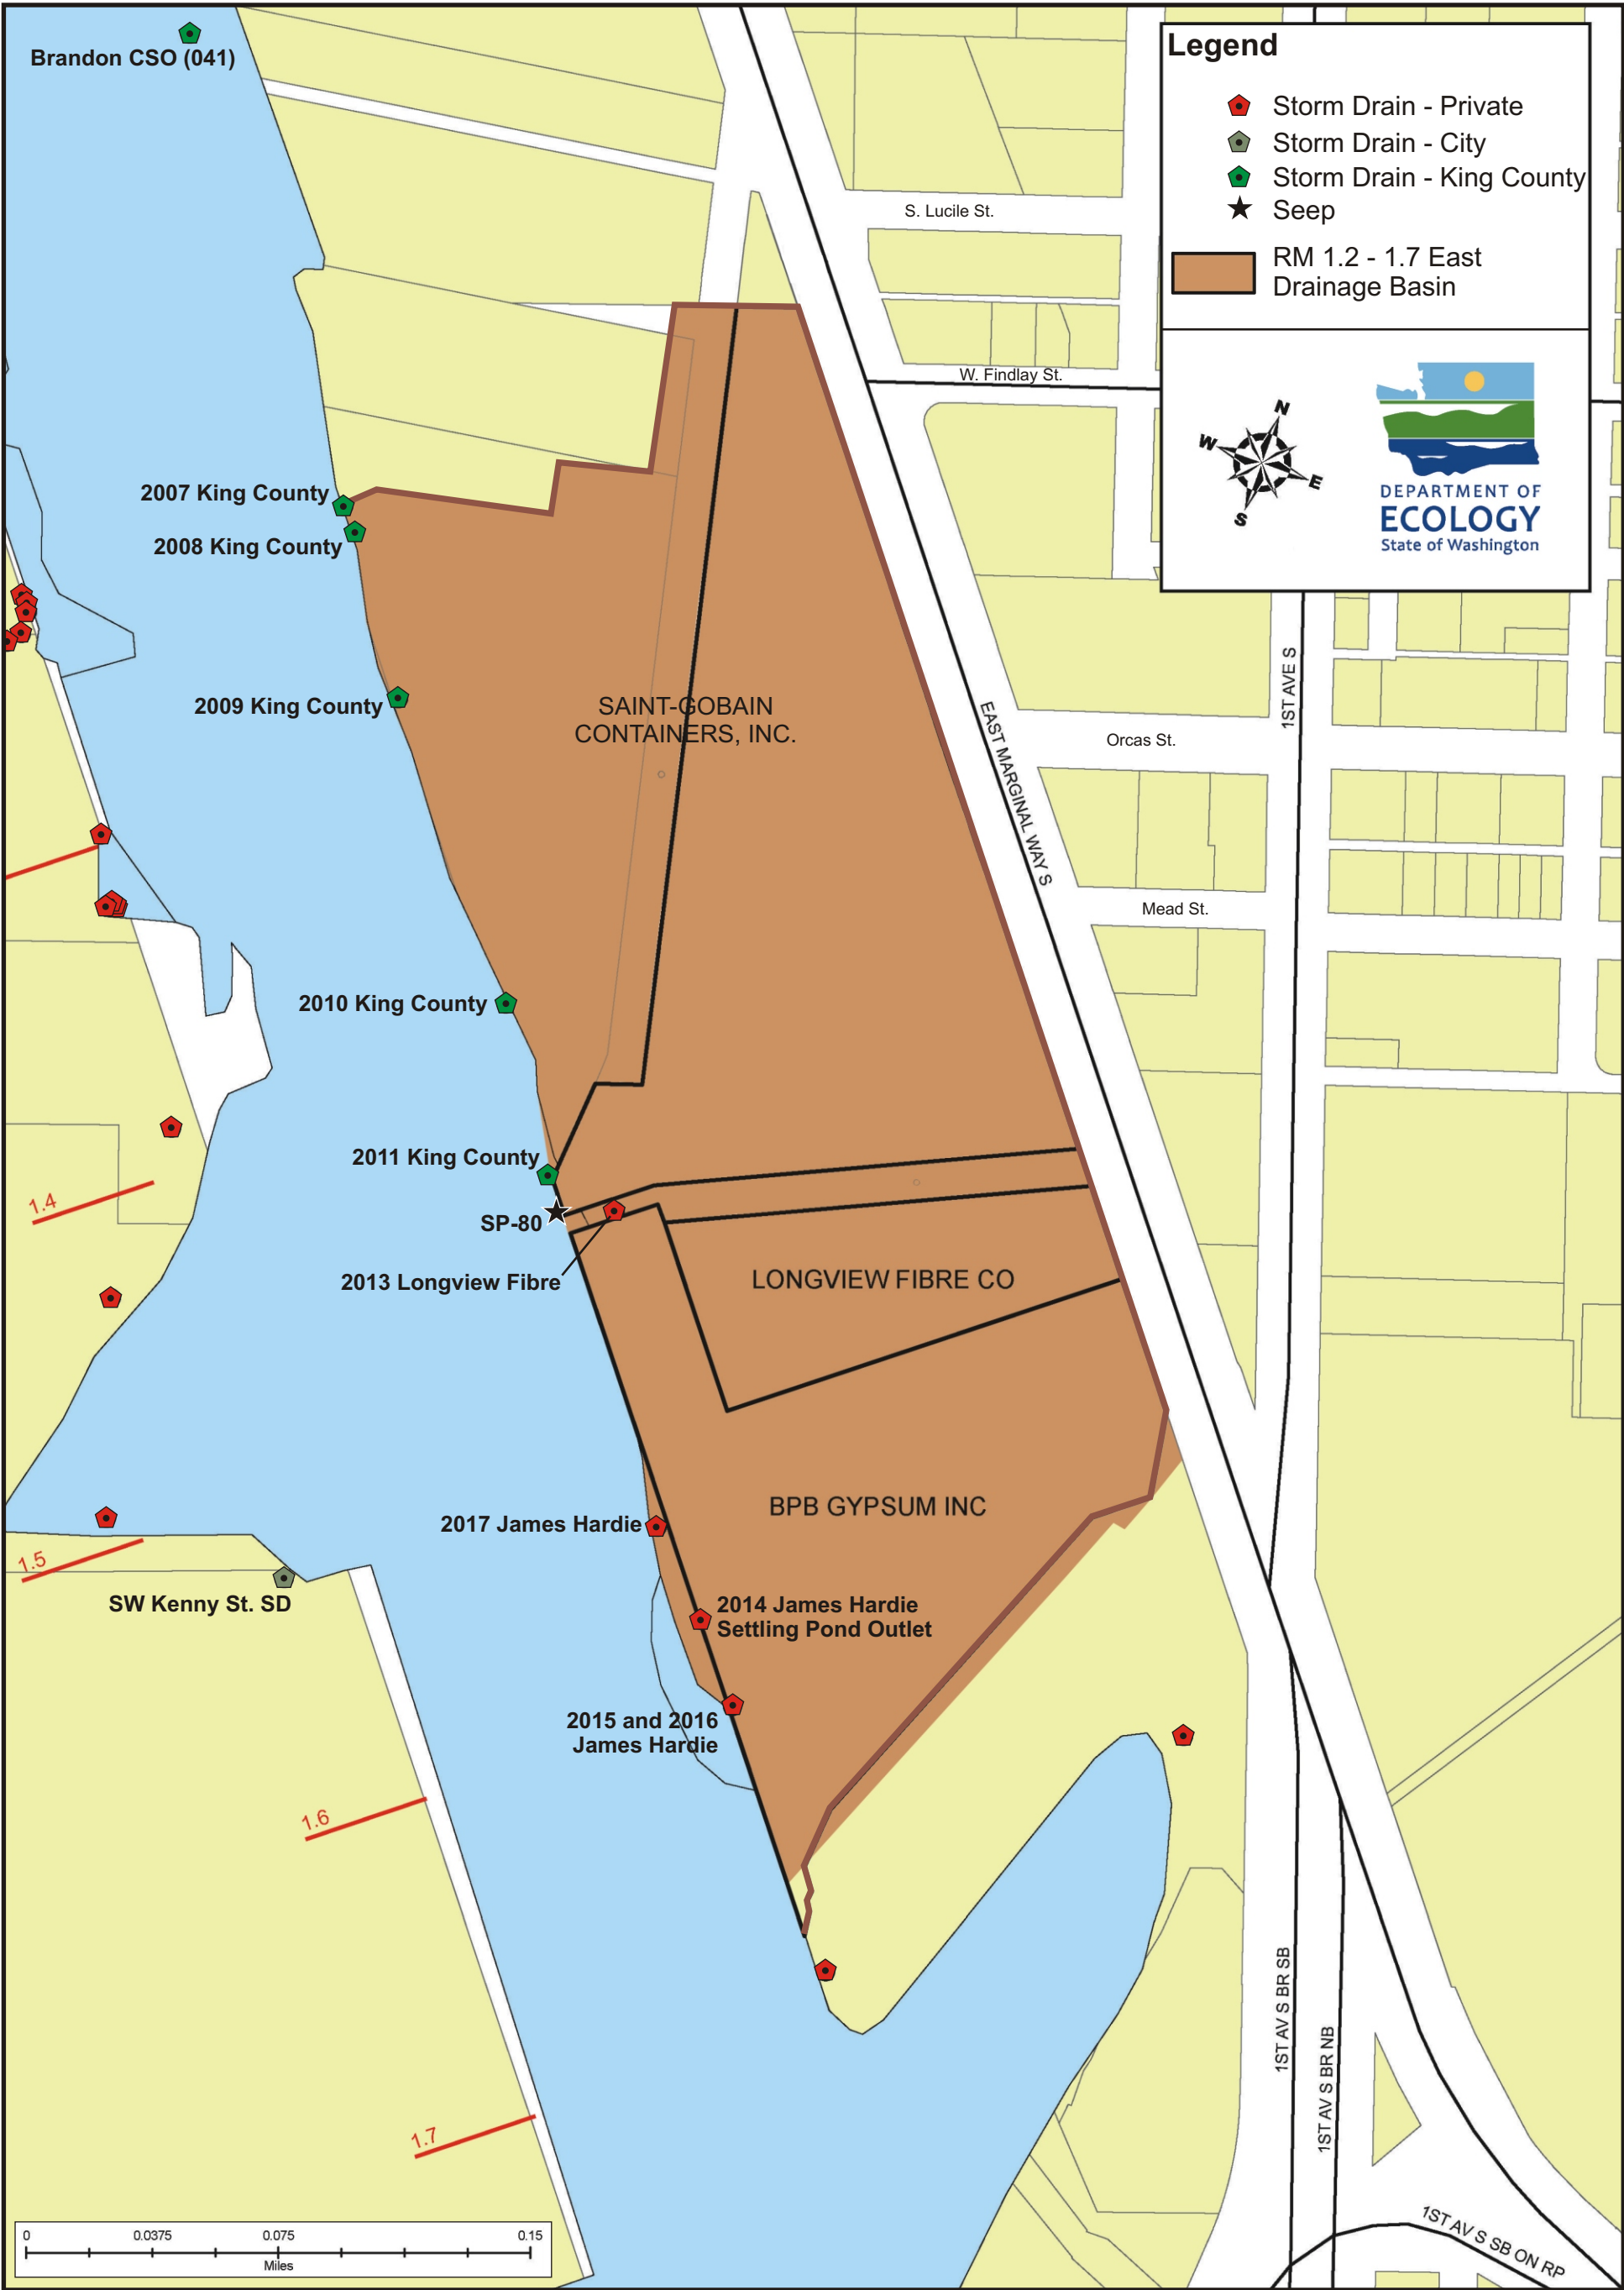 Brandon CSO (041)
Legend
Storm Drain - Private
Storm Drain - City
Storm Drain - King County
Seep
RM 1.2 - 1.7 East
Drainage Basin
N
W
E
S
DEPARTMENT OF
ECOLOGY
State of Washington
S. Lucile St.
W. Findlay St.
2007 King County
2008 King County
2009 King County
SAINT-GOBAIN
CONTAINERS, INC.
EAST MARGINAL WAY S
1ST AVE S
Orcas St.
Mead St.
2010 King County
2011 King County
1.4
SP-80
2013 Longview Fibre
LONGVIEW FIBRE CO
BPB GYPSUM INC
2017 James Hardie
1.5
SW Kenny St. SD
2014 James Hardie
Settling Pond Outlet
2015 and 2016
James Hardie
1.6
1.7
1ST AV S BR SB
1ST AV S BR NB
1ST AV S SB ON RP
0 0.0375 0.075 0.15
Miles